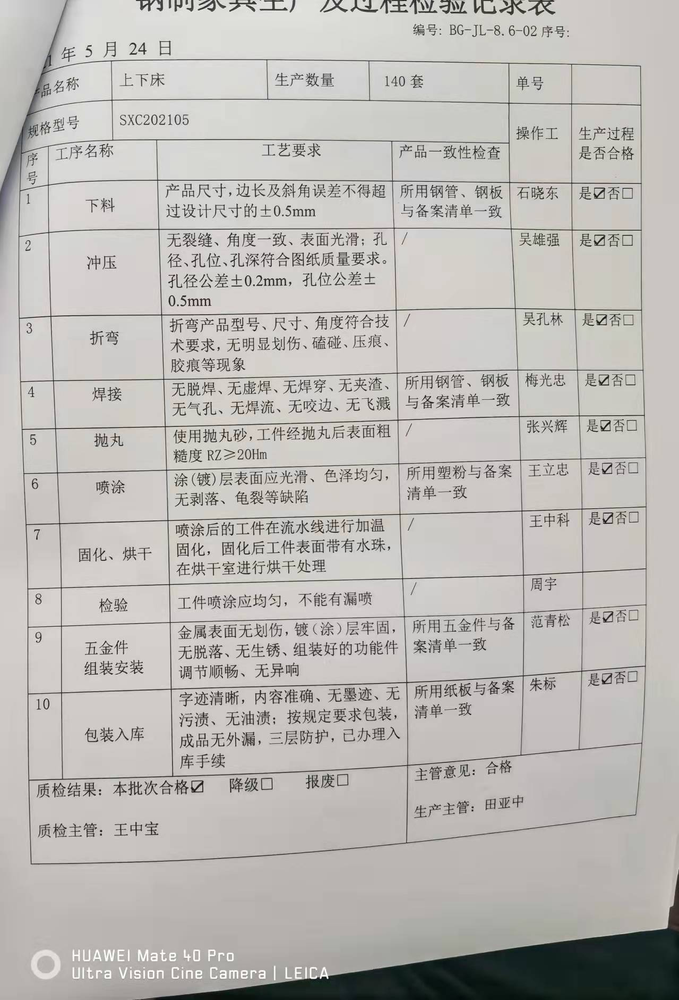 钢制家具生产及过程检验记录表
编号: BG-JL-8.6-02 序号:
21 年 5 月 24 日
产品名称 上下床 生产数量 140 套 单号
规格型号 SXC202105 操作工 生产过程
是否合格
序
号 工序名称 工艺要求 产品一致性检查
1 下料 产品尺寸,边长及斜角误差不得超 所用钢管、钢板 石晓东 是☑否□
过设计尺寸的±0.5mm 与备案清单一致
2 冲压 无裂缝、角度一致、表面光滑；孔 / 吴雄强 是☑否□
径、孔位、孔深符合图纸质量要求。
孔径公差±0.2mm，孔位公差±
0.5mm
3 折弯 折弯产品型号、尺寸、角度符合技 / 吴孔林 是☑否□
术要求,无明显划伤、磕碰、压痕、
胶痕等现象
4 焊接 无脱焊、无虚焊、无焊穿、无夹渣、 所用钢管、钢板 梅光忠 是☑否□
无气孔、无焊流、无咬边、无飞溅 与备案清单一致
5 抛丸 使用抛丸砂,工件经抛丸后表面粗 / 张兴辉 是☑否□
糙度 RZ≥20Hm
6 喷涂 涂(镀)层表面应光滑、色泽均匀, 所用塑粉与备案 王立忠 是☑否□
无剥落、龟裂等缺陷 清单一致
7 固化、烘干 喷涂后的工件在流水线进行加温 / 王中科 是☑否□
固化，固化后工件表面带有水珠，
在烘干室进行烘干处理
8 检验 工件喷涂应均匀，不能有漏喷 / 周宇
9 五金件 金属表面无划伤,镀（涂）层牢固, 所用五金件与备 范青松 是☑否□
组装安装 无脱落、无生锈、组装好的功能件 案清单一致
调节顺畅、无异响
10 包装入库 字迹清晰，内容准确、无墨迹、无 所用纸板与备案 朱标 是☑否□
污渍、无油渍；按规定要求包装， 清单一致
成品无外漏,三层防护,已办理入
库手续
质检结果：本批次合格☑ 降级□ 报废□
质检主管：王中宝
主管意见：合格
生产主管：田亚中
HUAWEI Mate 40 Pro
Ultra Vision Cine Camera | LEICA